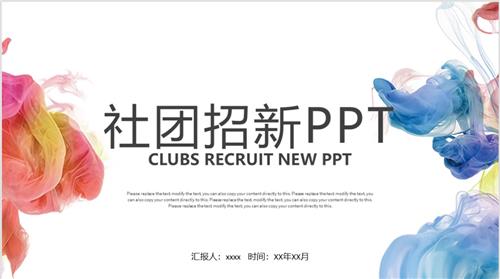 社团招新PPT
CLUBS RECRUIT NEW PPT
Please replace the text, modify the text, you can also copy your content directly to this. Please replace the text, modify the text, you
can also copy your content directly to this. Please replace text, modify the text, you can also copy your content directly to this.
Please replace the text, modify the text, you can also copy your content directly to this.
汇报人：xxxx 时间：XX年XX月